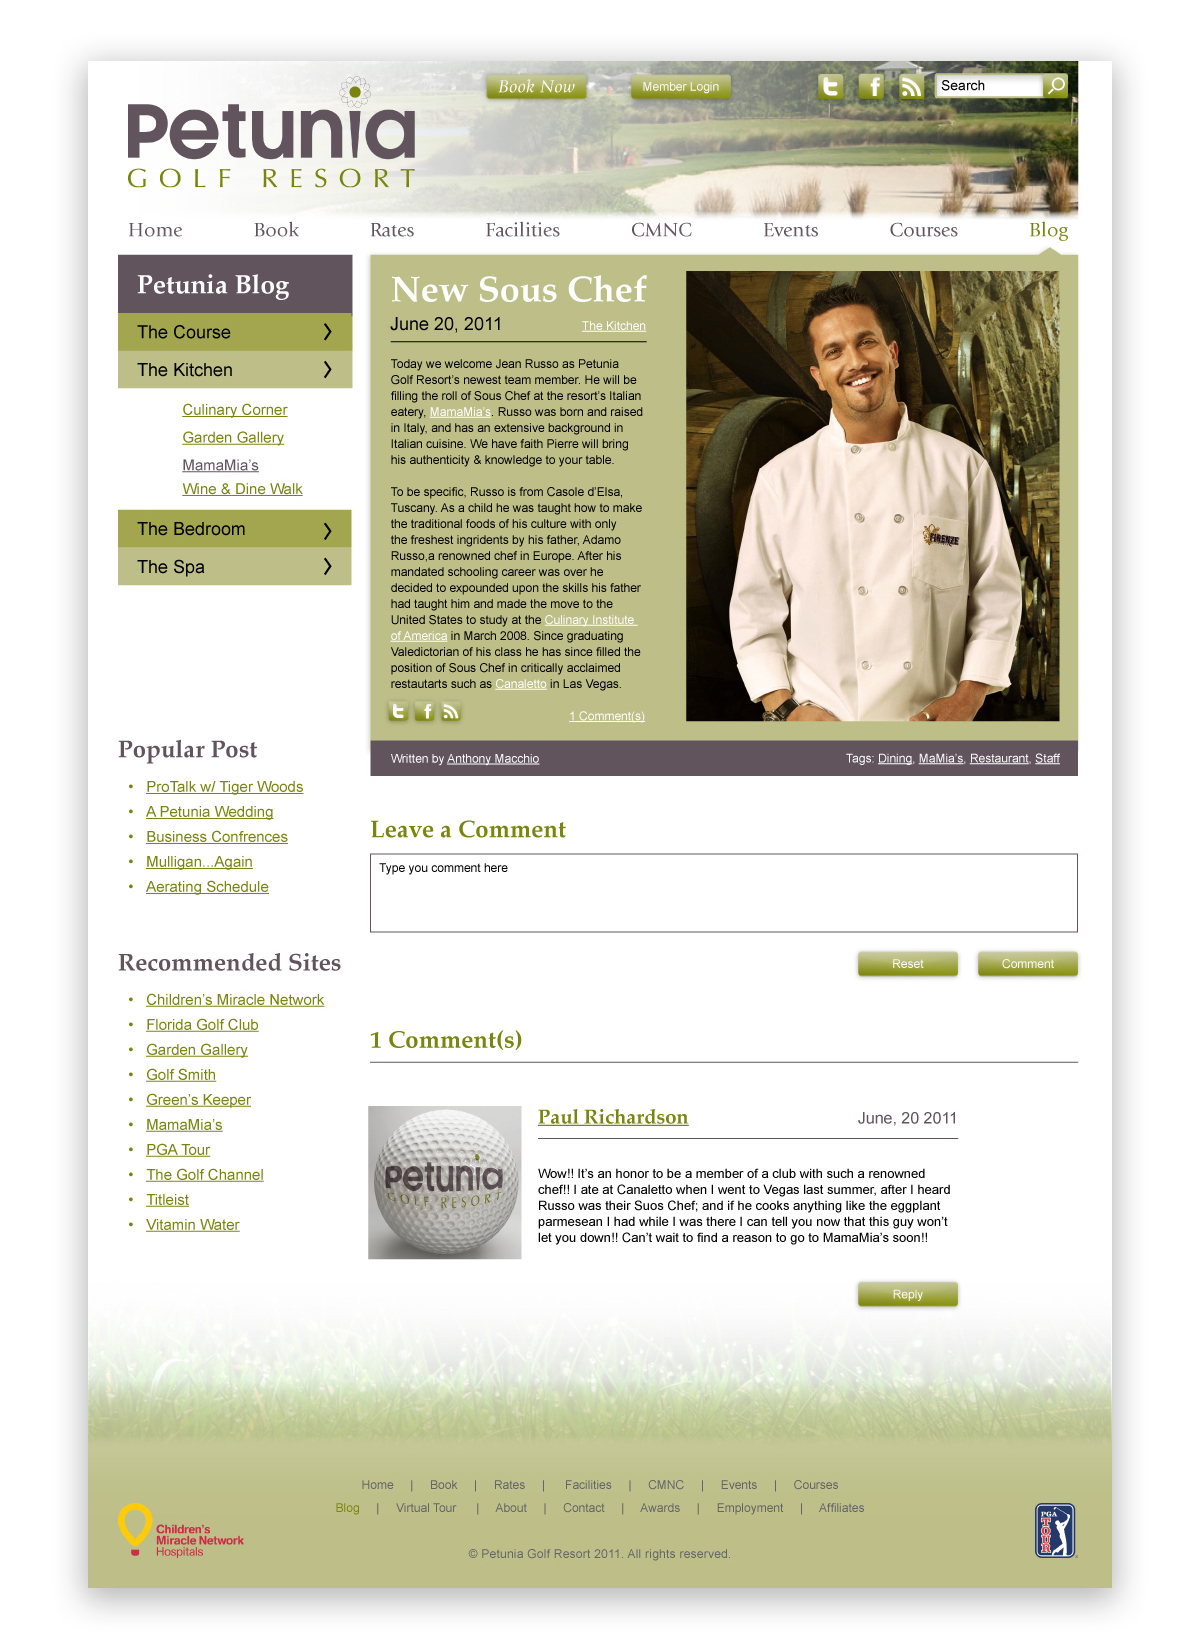 Petunia
GOLF RESORT
Book Now
Member Login
Search
Home Book Rates Facilities CMNC Events Courses Blog
Petunia Blog
The Course
The Kitchen
Culinary Corner
Garden Gallery
MamaMia's
Wine & Dine Walk
The Bedroom
The Spa
Popular Post
• ProTalk w/ Tiger Woods
• A Petunia Wedding
• Business Confrences
• Mulligan...Again
• Aerating Schedule
Recommended Sites
• Children's Miracle Network
• Florida Golf Club
• Garden Gallery
• Golf Smith
• Green's Keeper
• MamaMia's
• PGA Tour
• The Golf Channel
• Titleist
• Vitamin Water
New Sous Chef
June 20, 2011 The Kitchen
Today we welcome Jean Russo as Petunia
Golf Resort's newest team member. He will be
filling the roll of Sous Chef at the resort's Italian
eatery, MamaMia's. Russo was born and raised
in Italy, and has an extensive background in
Italian cuisine. We have faith Pierre will bring
his authenticity & knowledge to your table.
To be specific, Russo is from Casole d'Elsa,
Tuscany. As a child he was taught how to make
the traditional foods of his culture with only
the freshest ingridents by his father, Adamo
Russo,a renowned chef in Europe. After his
mandated schooling career was over he
decided to expounded upon the skills his father
had taught him and made the move to the
United States to study at the Culinary Institute
of America in March 2008. Since graduating
Valedictorian of his class he has since filled the
position of Sous Chef in critically acclaimed
restautarts such as Canaletto in Las Vegas.
1 Comment(s)
FIRENZE
Written by Anthony Macchio
Tags: Dining, MaMia's, Restaurant, Staff
Leave a Comment
Type you comment here
Reset
Comment
1 Comment(s)
Petunia
GOLF RESORT
Paul Richardson June, 20 2011
Wow!! It's an honor to be a member of a club with such a renowned
chef!! I ate at Canaletto when I went to Vegas last summer, after I heard
Russo was their Suos Chef; and if he cooks anything like the eggplant
parmesean I had while I was there I can tell you now that this guy won't
let you down!! Can't wait to find a reason to go to MamaMia's soon!!
Reply
Home | Book | Rates | Facilities | CMNC | Events | Courses
Blog | Virtual Tour | About | Contact | Awards | Employment | Affiliates
© Petunia Golf Resort 2011. All rights reserved.
Children's
Miracle Network
Hospitals
PGA
TOUR